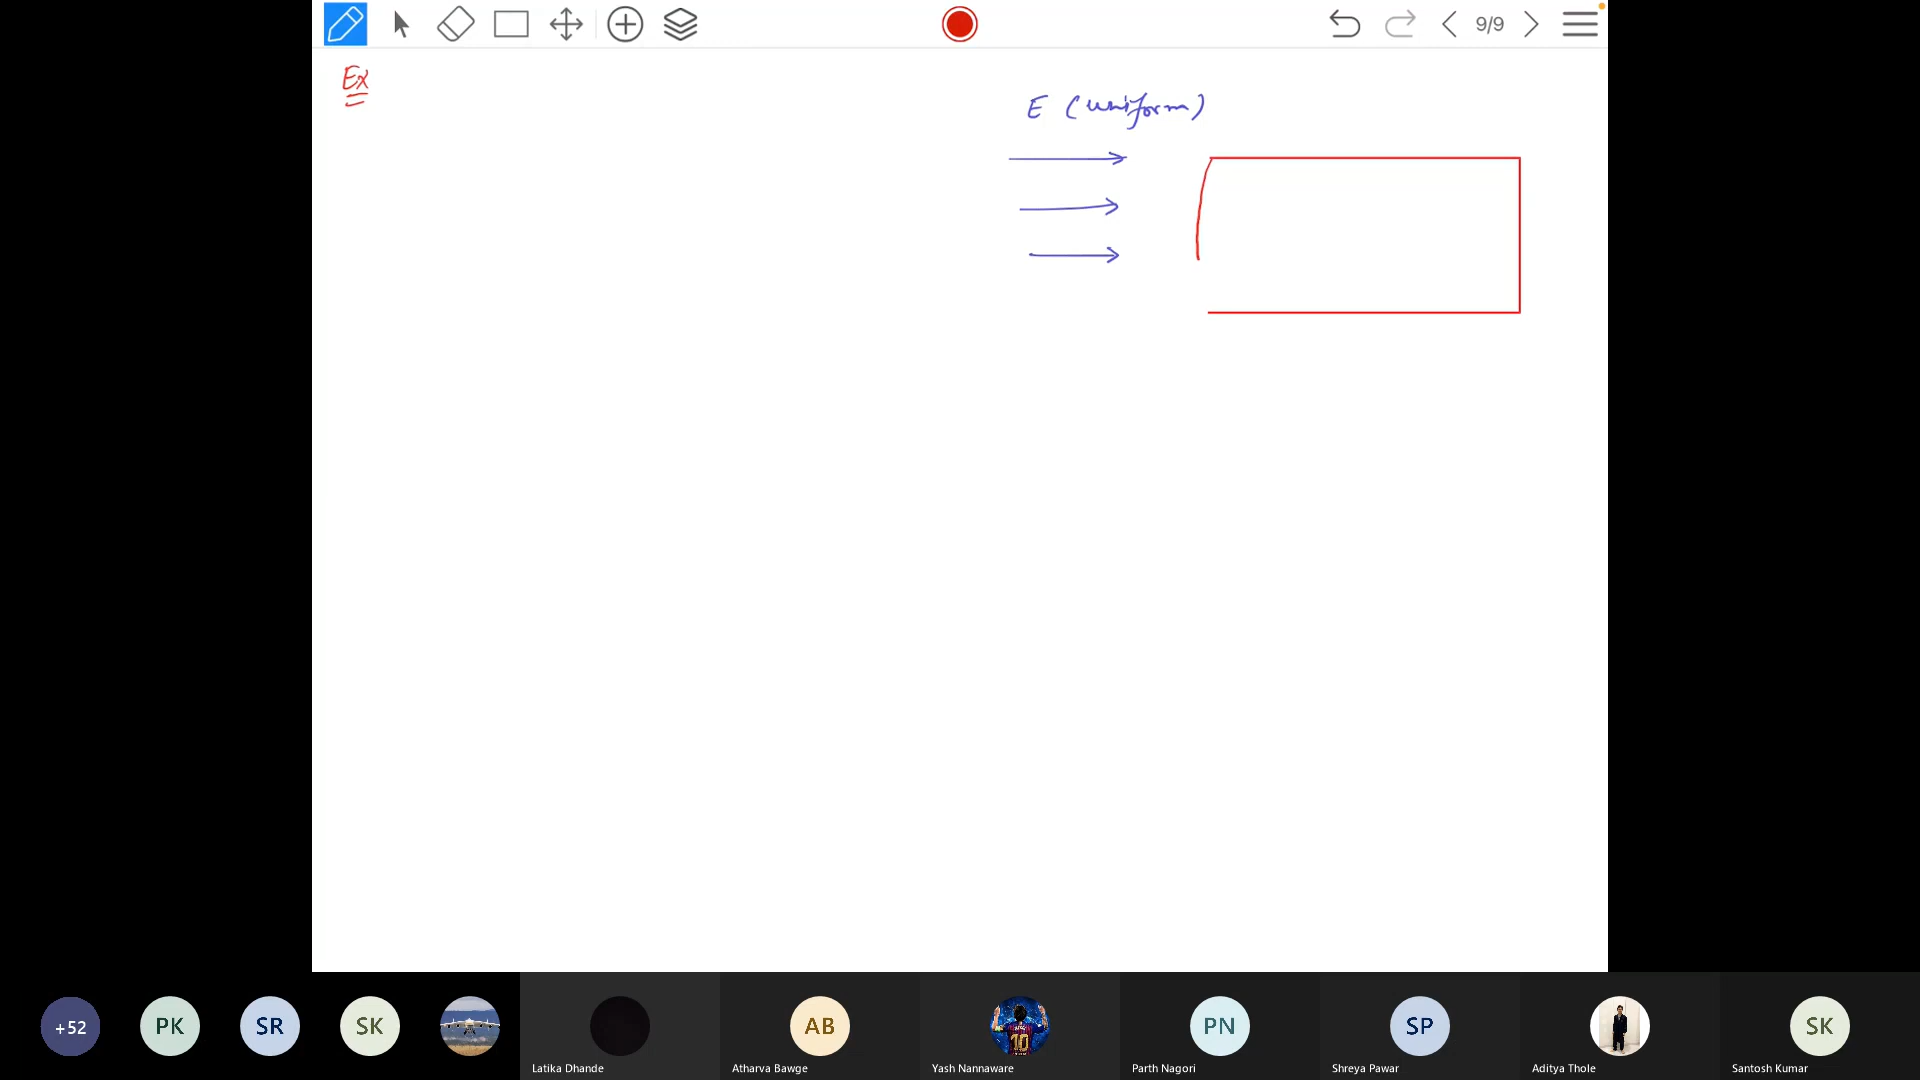 9/9
Ex
E (uniform)
+52
PK
SR
SK
AB
10
PN
SP
SK
Latika Dhande
Atharva Bawge
Yash Nannaware
Parth Nagori
Shreya Pawar
Aditya Thole
Santosh Kumar